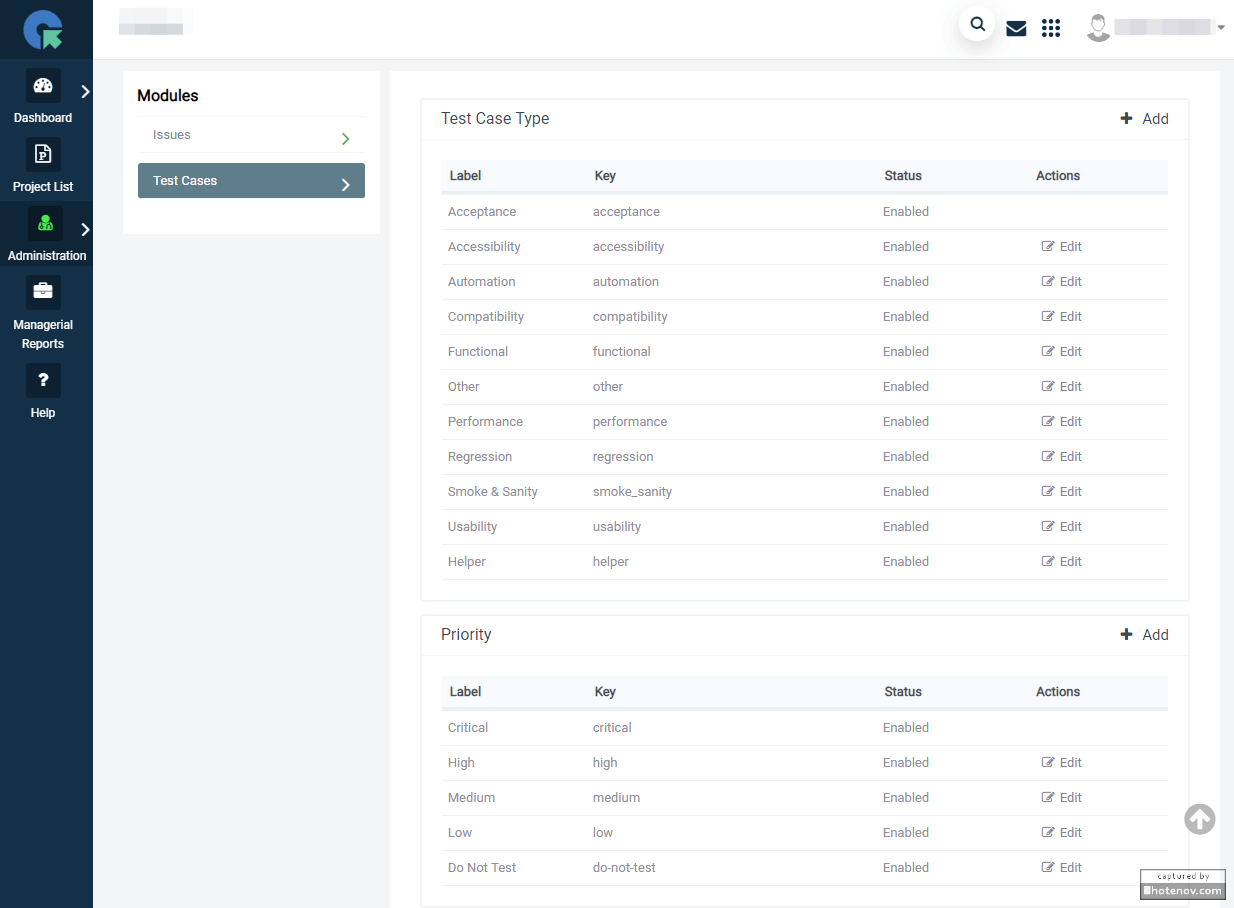 Dashboard
Project List
Administration
Managerial
Reports
Help
Modules
Issues
Test Cases
Test Case Type
Add
Label Key Status Actions
Acceptance acceptance Enabled
Accessibility accessibility Enabled Edit
Automation automation Enabled Edit
Compatibility compatibility Enabled Edit
Functional functional Enabled Edit
Other other Enabled Edit
Performance performance Enabled Edit
Regression regression Enabled Edit
Smoke & Sanity smoke_sanity Enabled Edit
Usability usability Enabled Edit
Helper helper Enabled Edit
Priority
Add
Label Key Status Actions
Critical critical Enabled
High high Enabled Edit
Medium medium Enabled Edit
Low low Enabled Edit
Do Not Test do-not-test Enabled Edit
captured by
hotenov.com